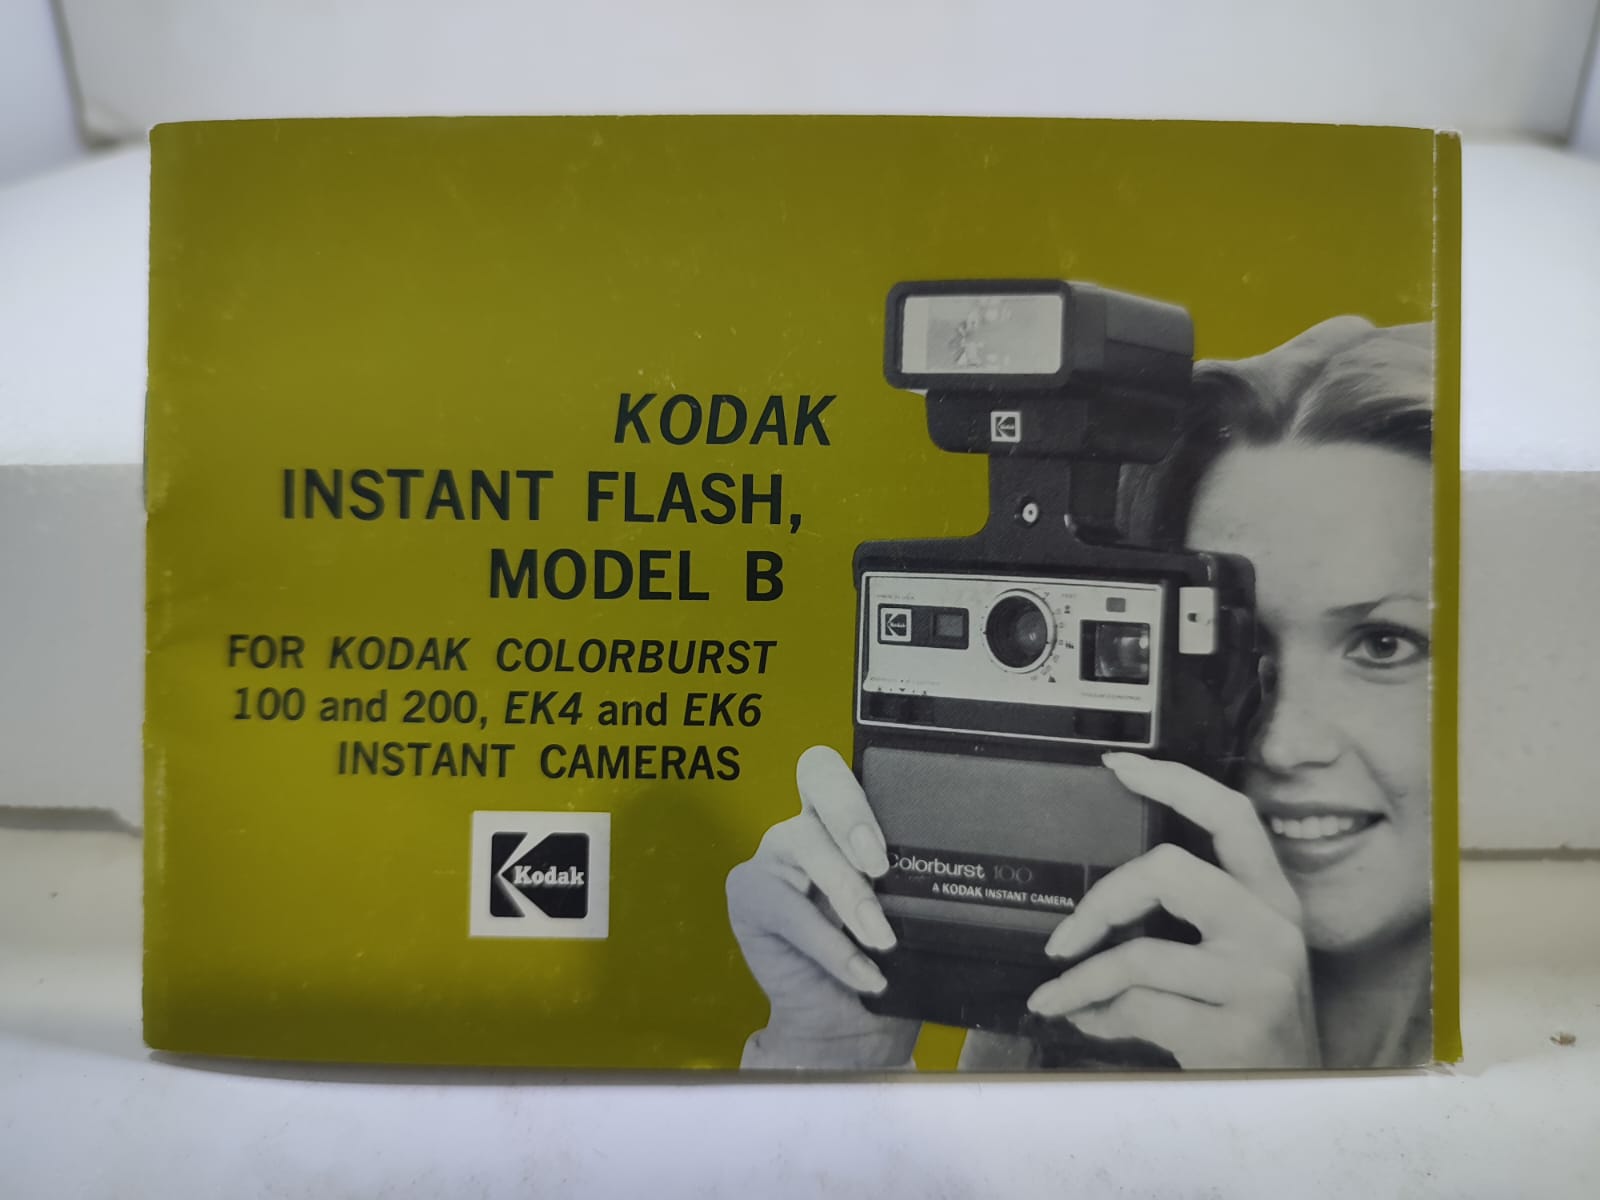 KODAK
INSTANT FLASH,
MODEL B
FOR KODAK COLORBURST
100 and 200, EK4 and EK6
INSTANT CAMERAS
Kodak
Kodak
Kodak
Colorburst 100
A KODAK INSTANT CAMERA